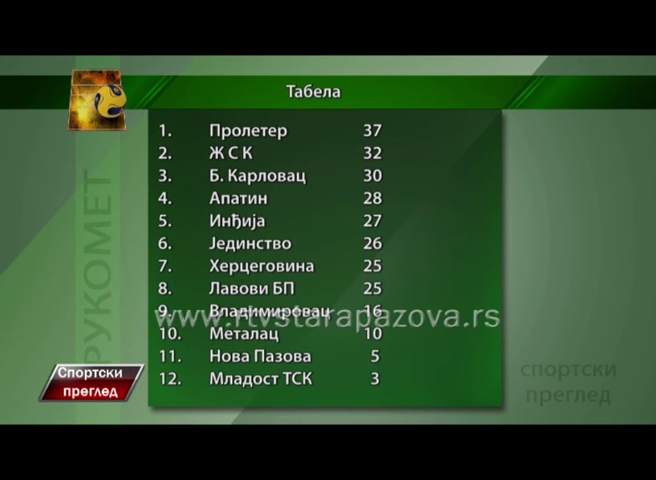 Табела
1. Пролетер 37
2. Ж С К 32
3. Б. Карловац 30
4. Апатин 28
5. Инђија 27
6. Јединство 26
7. Херцеговина 25
8. Лавови БП 25
9. Владимировац 16
www.rtvstarapazova.rs
10. Металац 10
11. Нова Пазова 5
12. Младост ТСК 3
РУКОМЕТ
Спортски
преглед
спортски
преглед